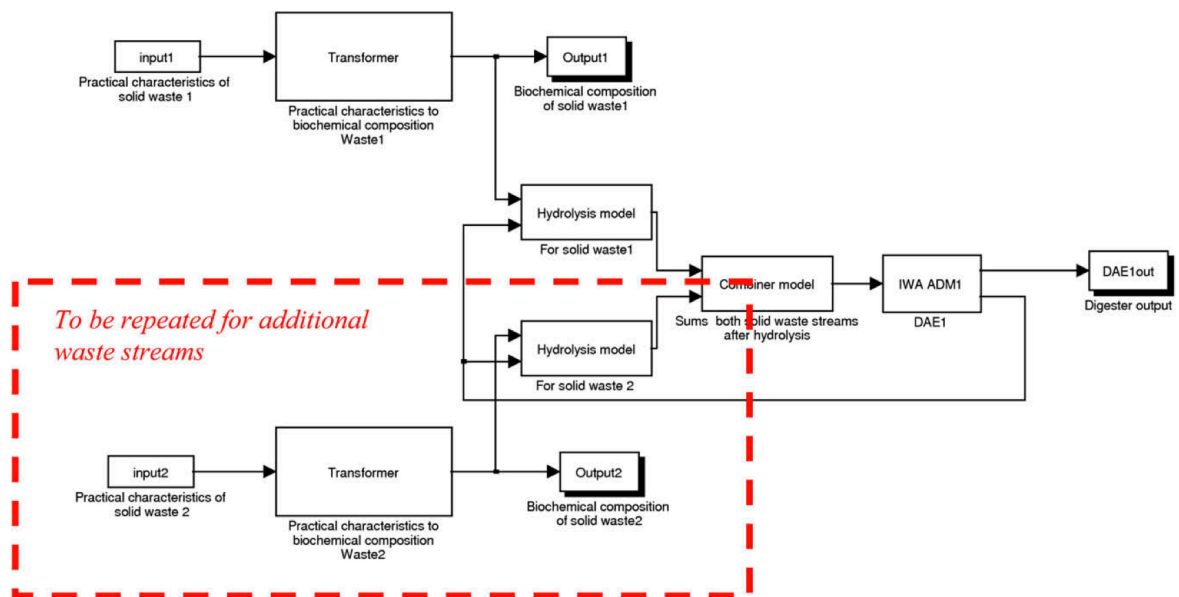 input1
Practical characteristics of
solid waste 1
Transformer
Practical characteristics to
biochemical composition
Waste1
Output1
Biochemical composition
of solid waste1
Hydrolysis model
For solid waste1
Combiner model
Sums both solid waste streams
after hydrolysis
IWA ADM1
DAE1
DAE1out
Digester output
To be repeated for additional
waste streams
Hydrolysis model
For solid waste 2
input2
Practical characteristics of
solid waste 2
Transformer
Practical characteristics to
biochemical composition
Waste2
Output2
Biochemical composition
of solid waste2